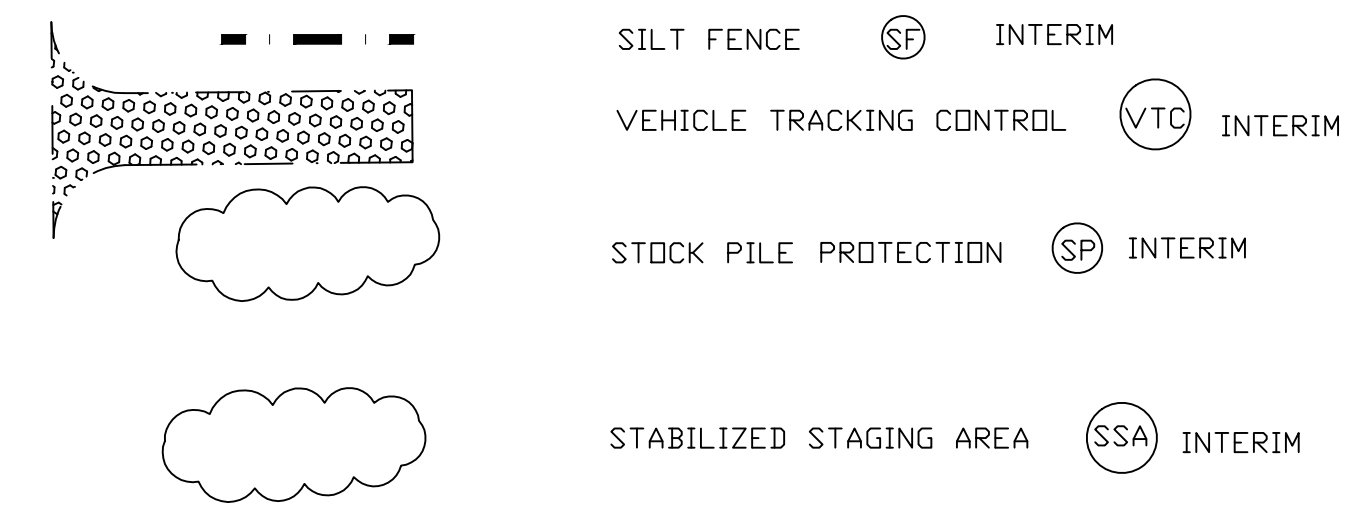 SILT FENCE SF INTERIM
VEHICLE TRACKING CONTROL VTC INTERIM
STOCK PILE PROTECTION SP INTERIM
STABILIZED STAGING AREA SSA INTERIM